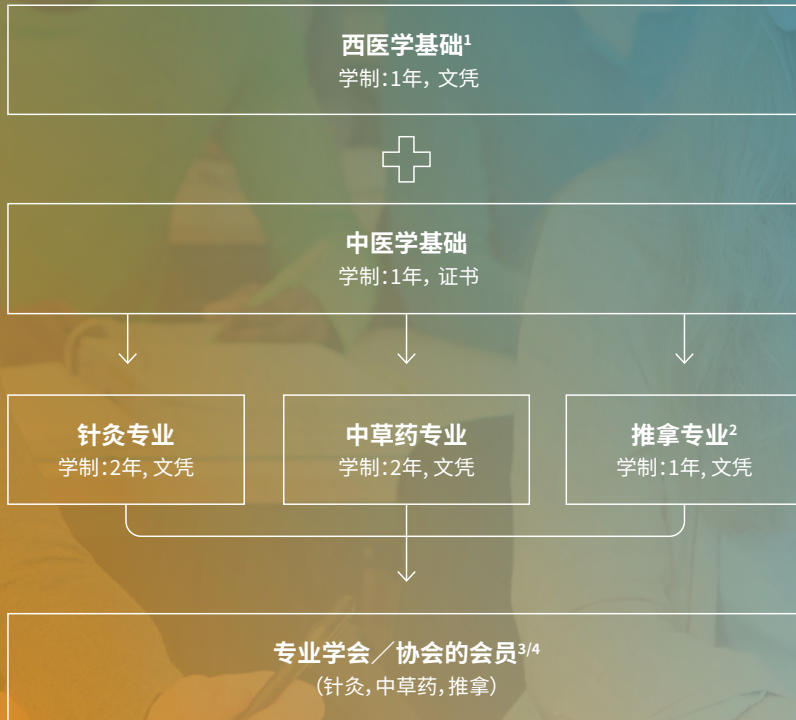 西医学基础¹
学制：1年，文凭
中医学基础
学制：1年，证书
针灸专业
学制：2年, 文凭
中草药专业
学制：2年, 文凭
推拿专业²
学制：1年, 文凭
专业学会／协会的会员³/⁴
（针灸，中草药，推拿）